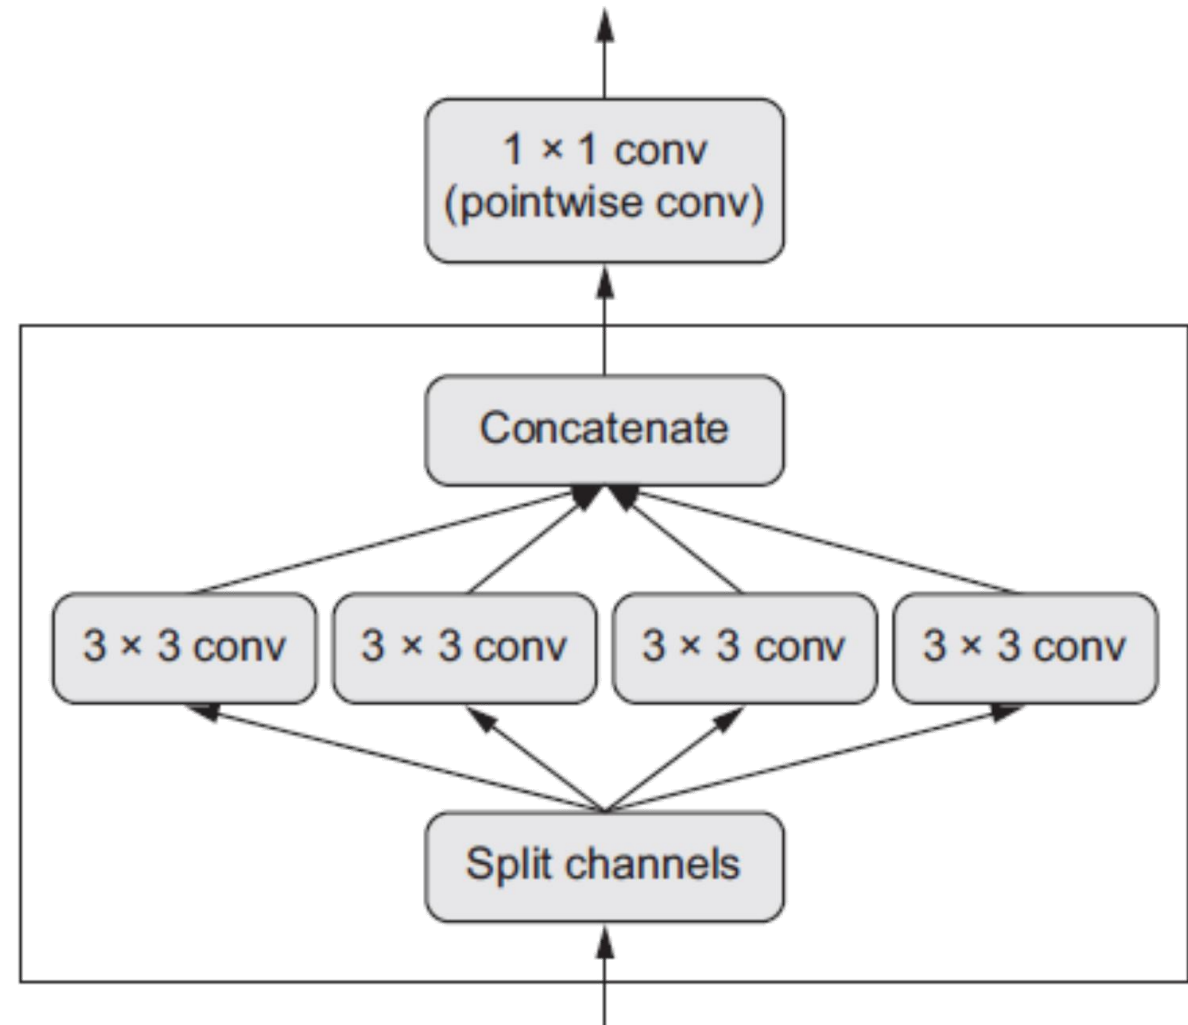 1 × 1 conv
(pointwise conv)
Concatenate
3 × 3 conv
3 × 3 conv
3 × 3 conv
3 × 3 conv
Split channels